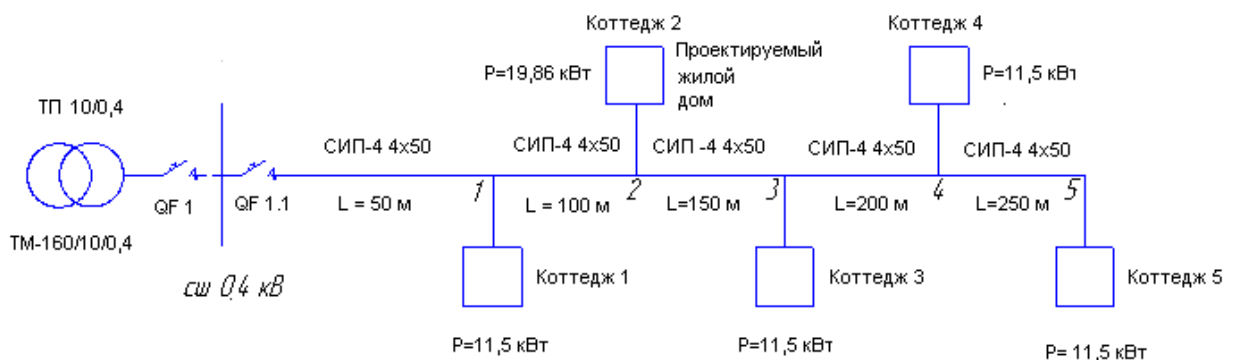 Коттедж 2
Коттедж 4
Проектируемый
жилой
дом
P=19,86 кВт
P=11,5 кВт
ТП 10/0,4
СИП-4 4х50
СИП-4 4х50
СИП -4 4х50
СИП-4 4х50
СИП-4 4х50
1
2
3
4
5
QF 1
QF 1.1
L = 50 м
L = 100 м
L=150 м
L=200 м
L=250 м
ТМ-160/10/0,4
сш 0,4 кВ
Коттедж 1
Коттедж 3
Коттедж 5
P=11,5 кВт
P=11,5 кВт
P= 11,5 кВт